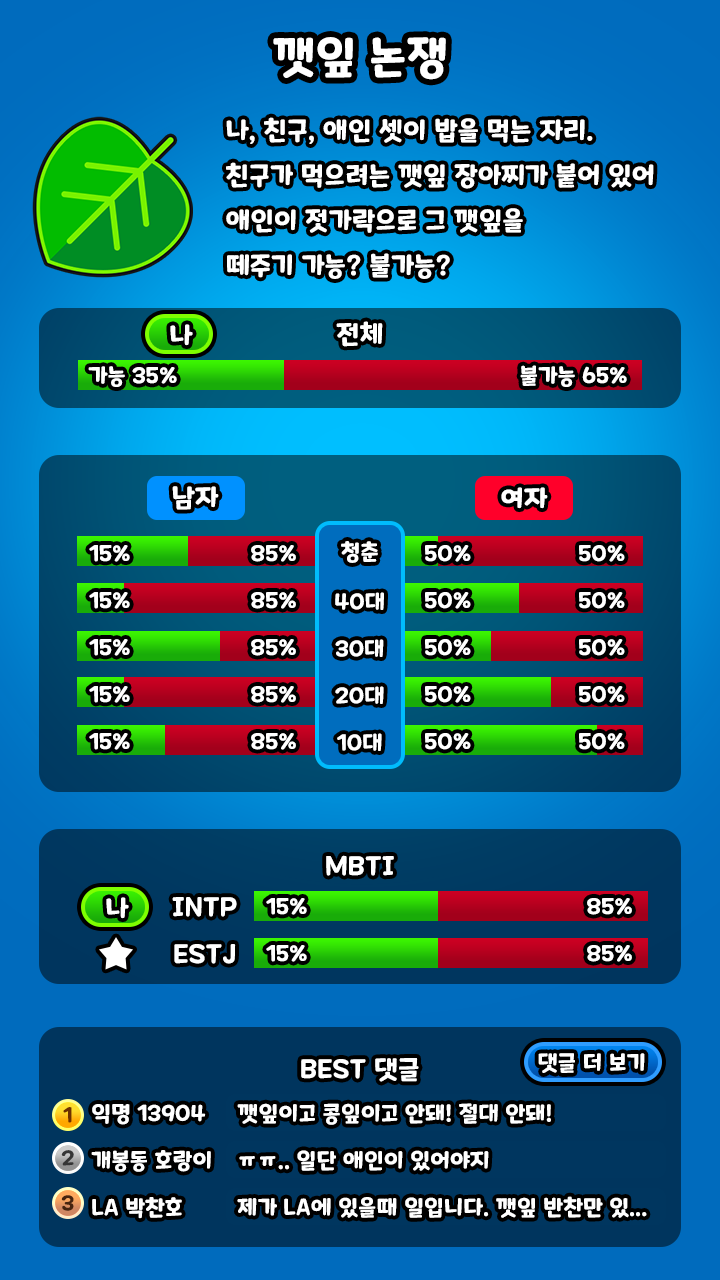 깻잎 논쟁
나, 친구, 애인 셋이 밥을 먹는 자리.
친구가 먹으려는 깻잎 장아찌가 붙어 있어
애인이 젓가락으로 그 깻잎을
떼주기 가능? 불가능?
나 전체
가능 35% 불가능 65%
남자 여자
15% 85% 청춘 50% 50%
15% 85% 40대 50% 50%
15% 85% 30대 50% 50%
15% 85% 20대 50% 50%
15% 85% 10대 50% 50%
MBTI
나 INTP 15% 85%
ESTJ 15% 85%
BEST 댓글 댓글 더 보기
1 익명 13904 깻잎이고 콩잎이고 안돼! 절대 안돼!
2 개봉동 호랑이 ㅠㅠ.. 일단 애인이 있어야지
3 LA 박찬호 제가 LA에 있을때 일입니다. 깻잎 반찬만 있...